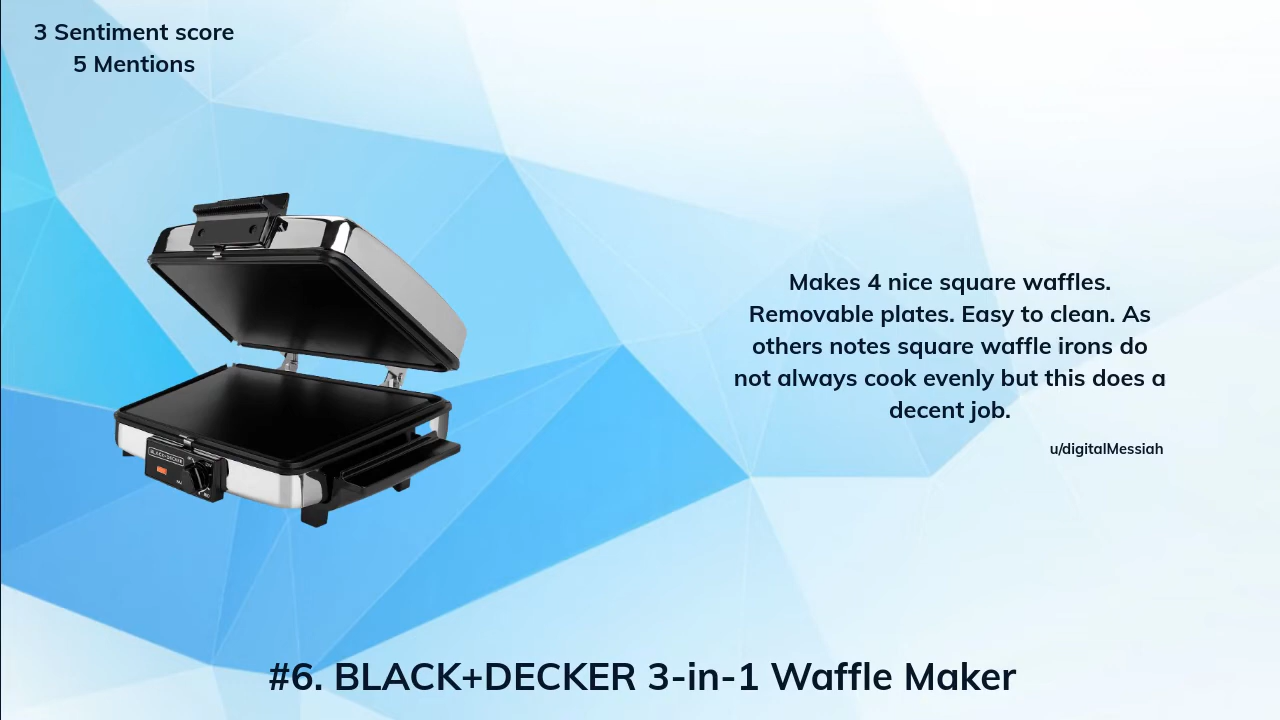 3 Sentiment score
5 Mentions
Makes 4 nice square waffles.
Removable plates. Easy to clean. As
others notes square waffle irons do
not always cook evenly but this does a
decent job.
u/digitalMessiah
BLACK+DECKER
#6. BLACK+DECKER 3-in-1 Waffle Maker